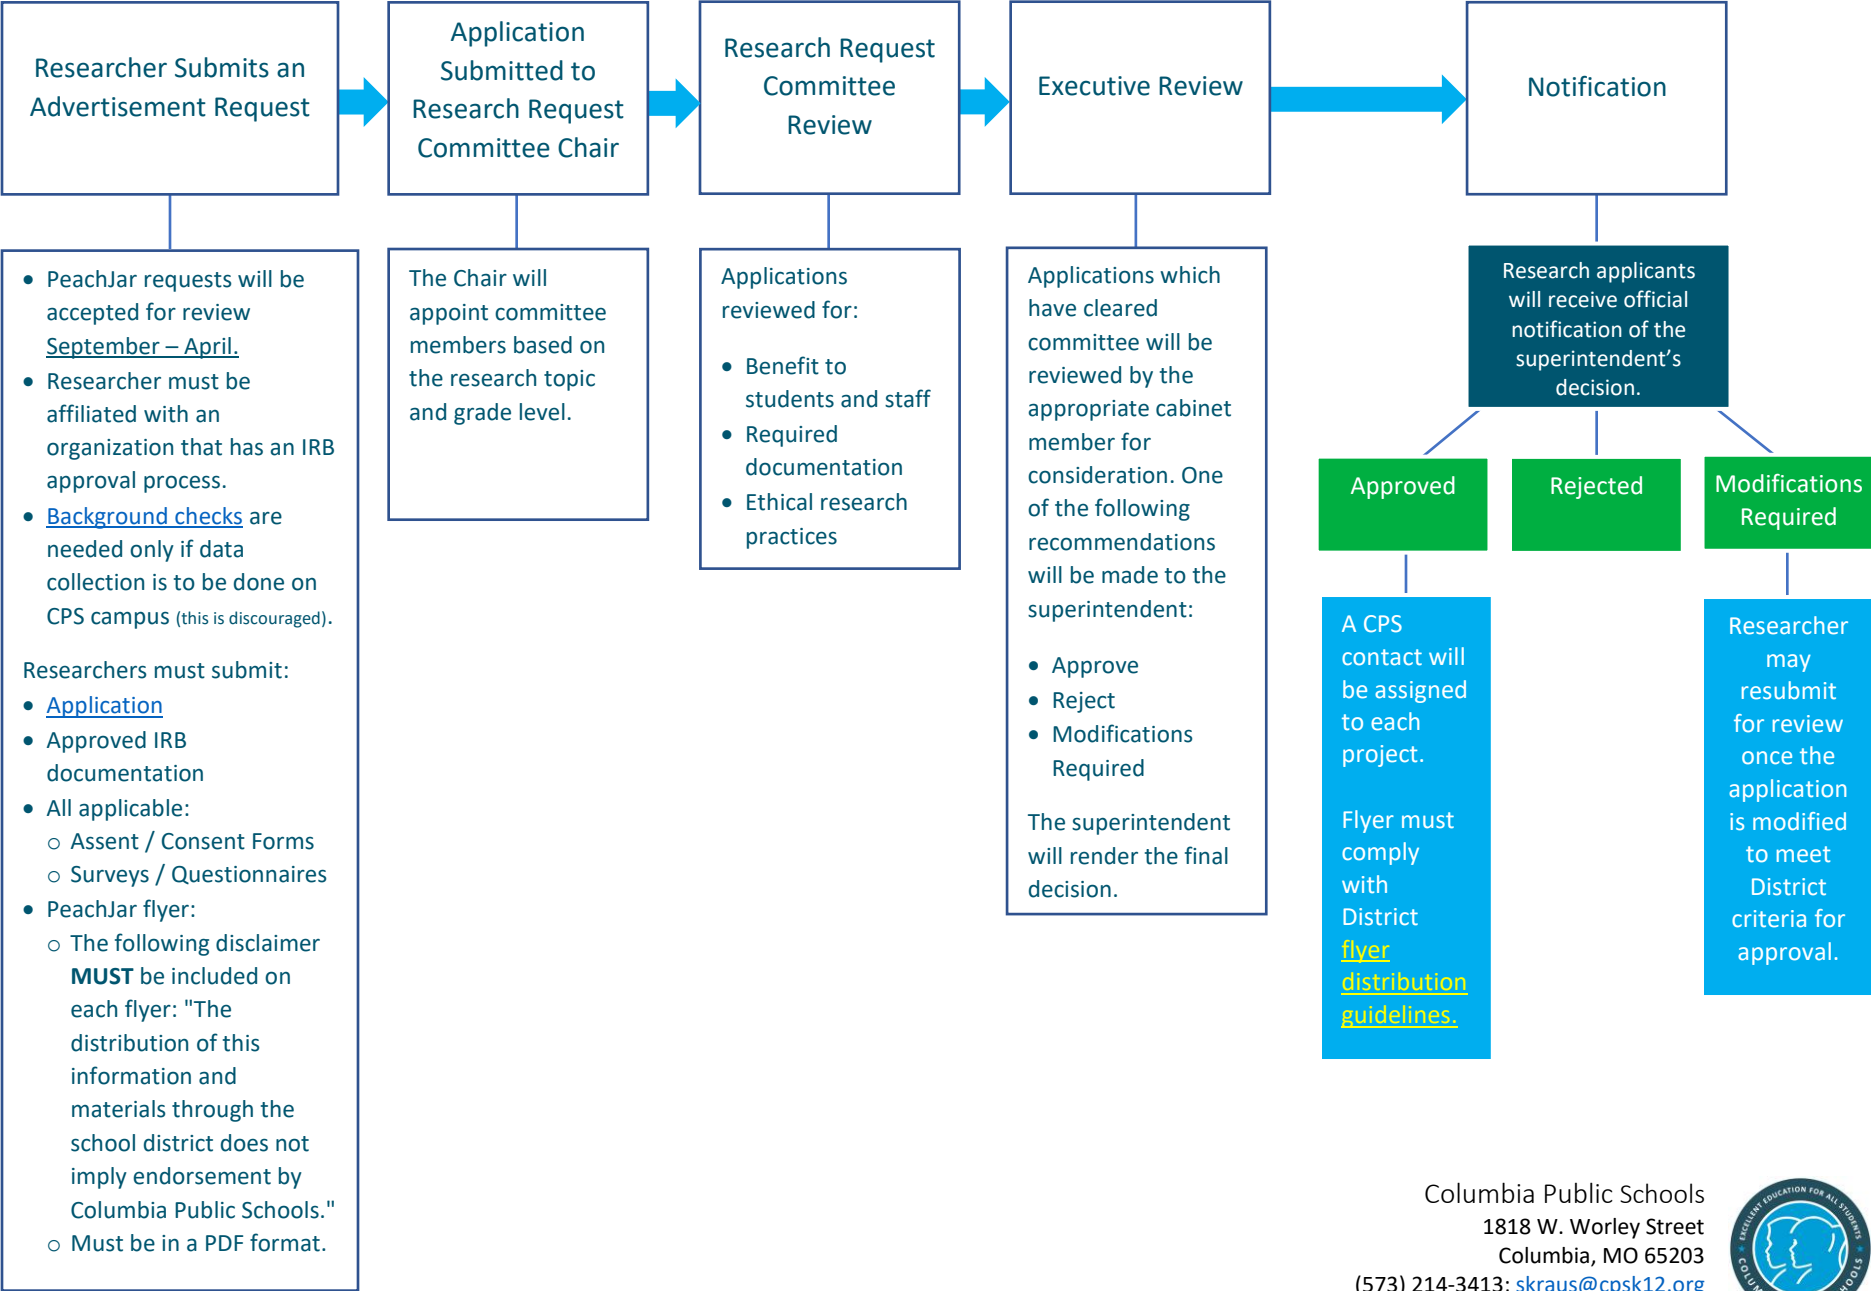 Researcher Submits an
Advertisement Request
Application
Submitted to
Research Request
Committee Chair
Research Request
Committee
Review
Executive Review
Notification
• PeachJar requests will be
accepted for review
September – April.
• Researcher must be
affiliated with an
organization that has an IRB
approval process.
• Background checks are
needed only if data
collection is to be done on
CPS campus (this is discouraged).
Researchers must submit:
• Application
• Approved IRB
documentation
• All applicable:
o Assent / Consent Forms
o Surveys / Questionnaires
• PeachJar flyer:
o The following disclaimer
MUST be included on
each flyer: "The
distribution of this
information and
materials through the
school district does not
imply endorsement by
Columbia Public Schools."
o Must be in a PDF format.
The Chair will
appoint committee
members based on
the research topic
and grade level.
Applications
reviewed for:
• Benefit to
students and staff
• Required
documentation
• Ethical research
practices
Applications which
have cleared
committee will be
reviewed by the
appropriate cabinet
member for
consideration. One
of the following
recommendations
will be made to the
superintendent:
• Approve
• Reject
• Modifications
Required
The superintendent
will render the final
decision.
Research applicants
will receive official
notification of the
superintendent’s
decision.
Approved
Rejected
Modifications
Required
A CPS
contact will
be assigned
to each
project.
Flyer must
comply
with
District
flyer
distribution
guidelines.
Researcher
may
resubmit
for review
once the
application
is modified
to meet
District
criteria for
approval.
Columbia Public Schools
1818 W. Worley Street
Columbia, MO 65203
(573) 214-3413; skraus@cpsk12.org
EXCELLENT EDUCATION FOR ALL STUDENTS